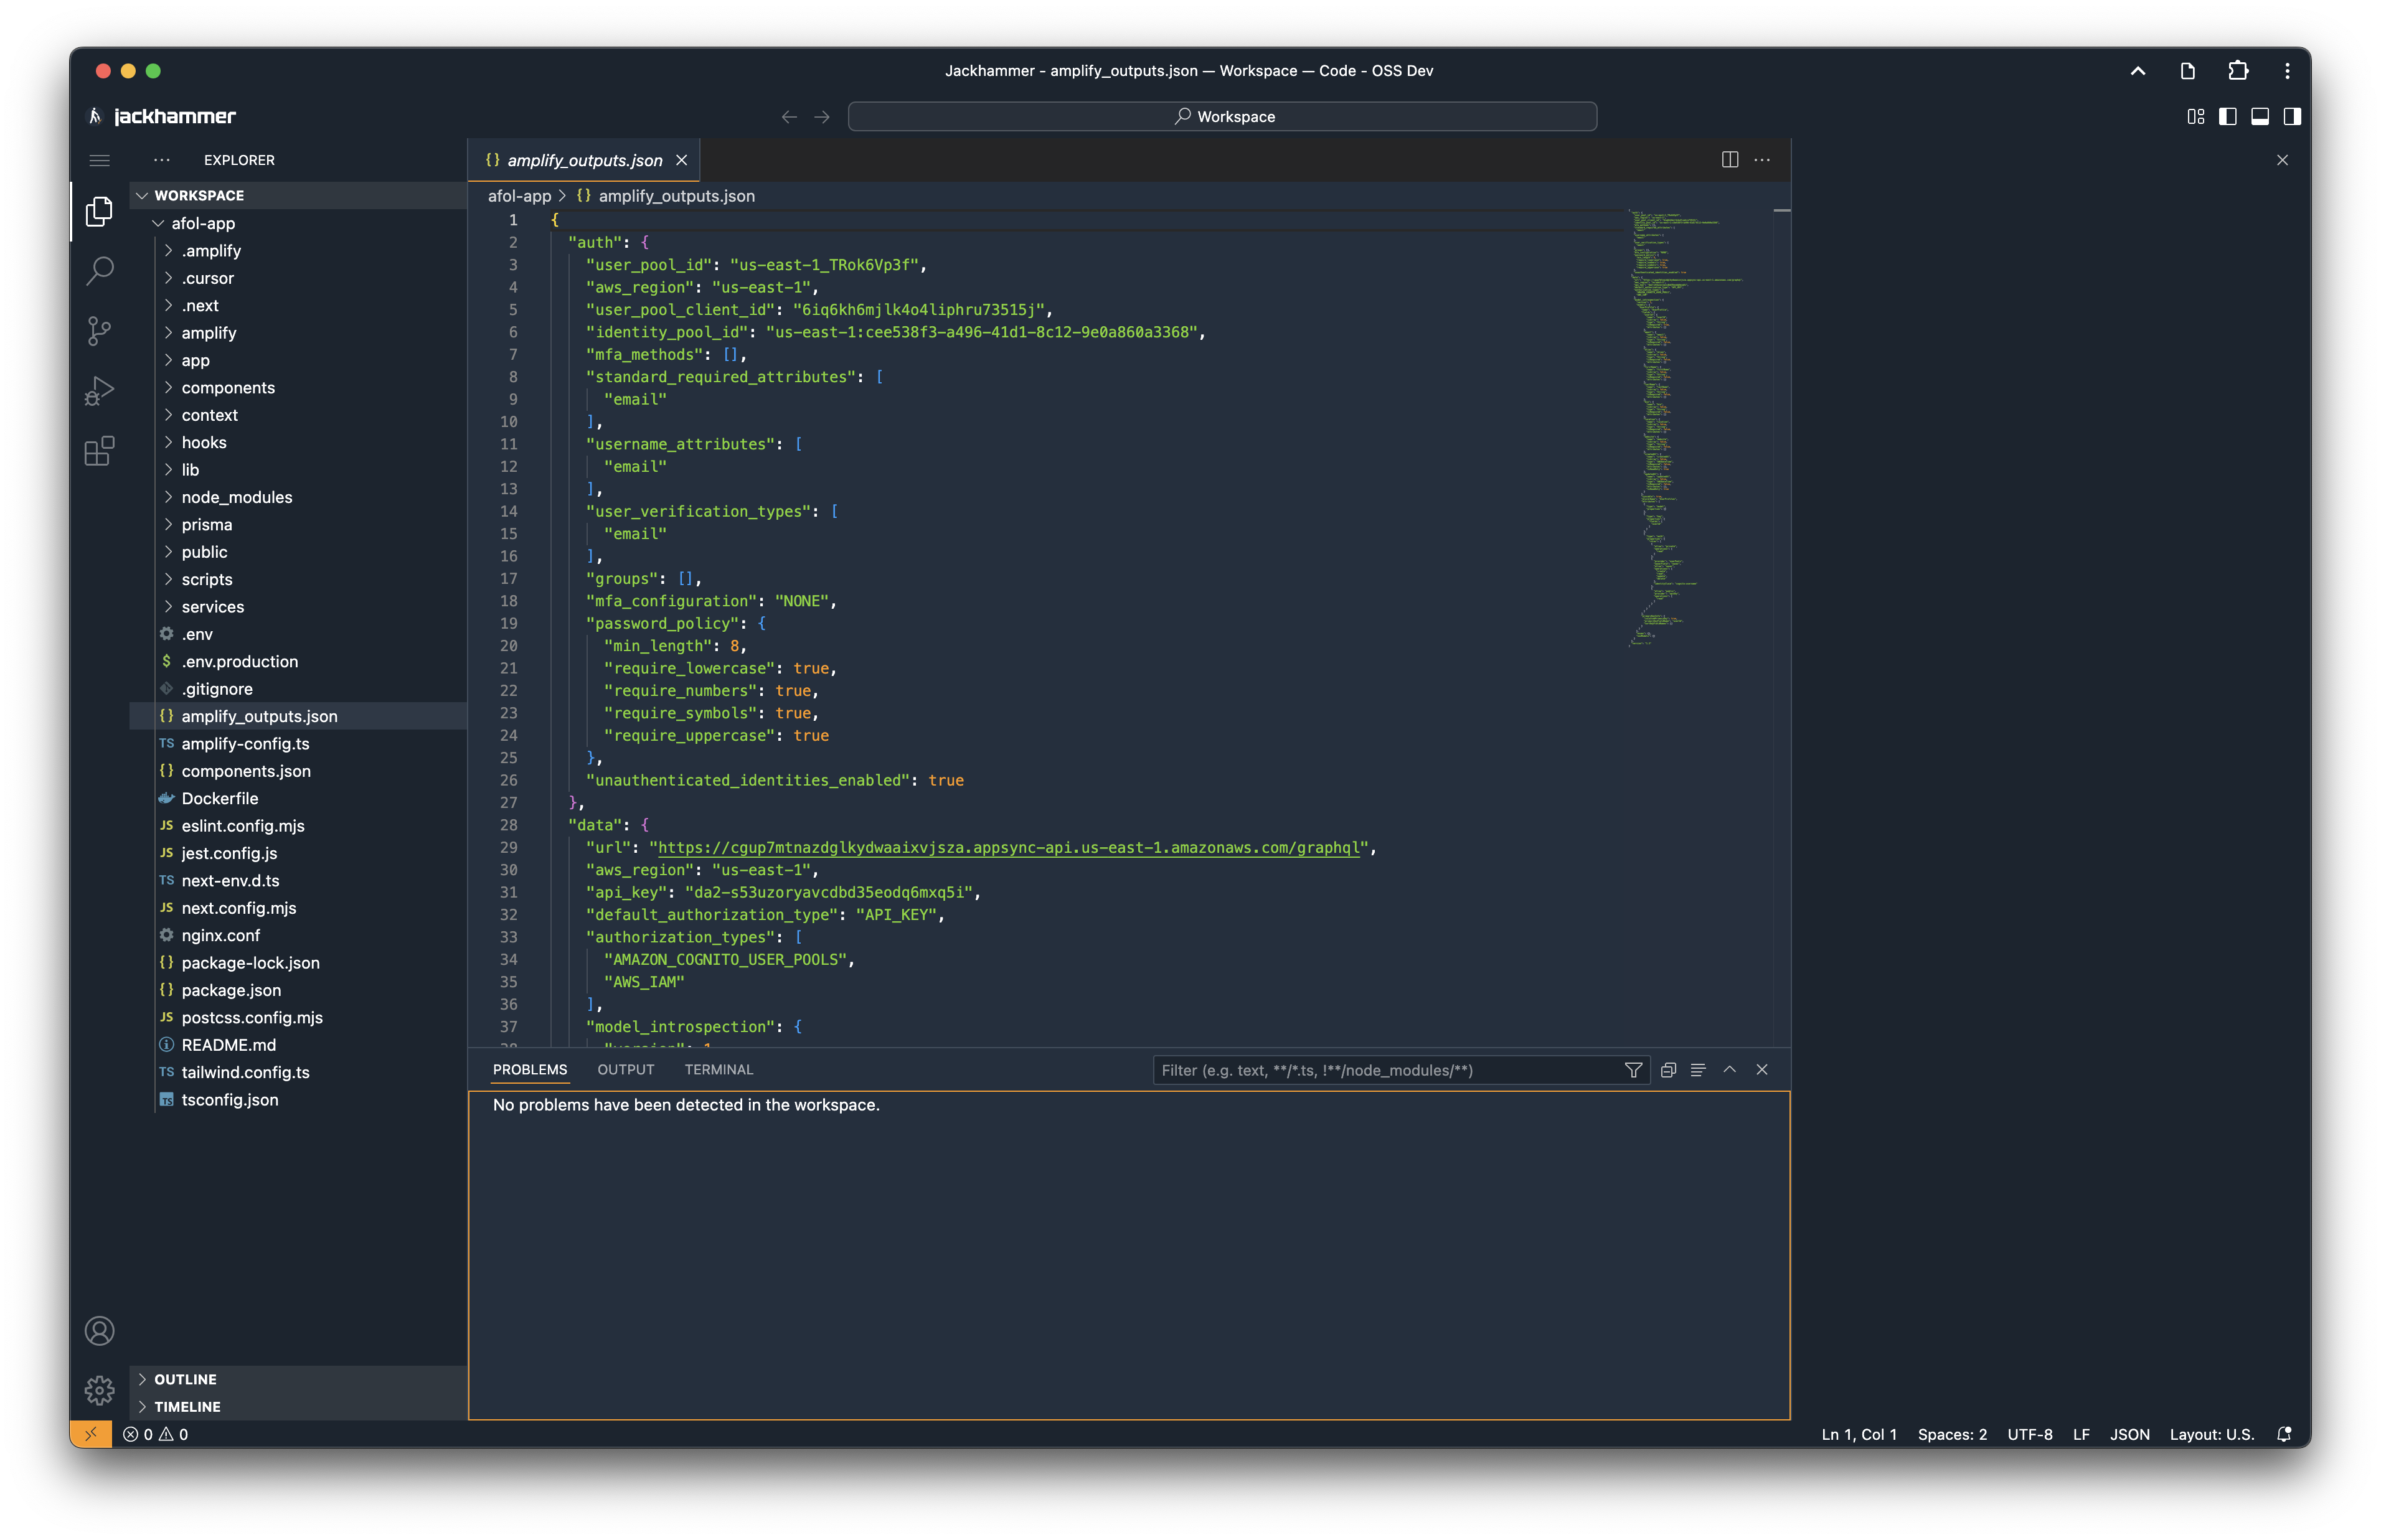 Jackhammer - amplify_outputs.json — Workspace — Code - OSS Dev
jackhammer
Workspace
EXPLORER
WORKSPACE
afol-app
.amplify
.cursor
.next
amplify
app
components
context
hooks
lib
node_modules
prisma
public
scripts
services
.env
$ .env.production
.gitignore
{} amplify_outputs.json
TS amplify-config.ts
{} components.json
Dockerfile
JS eslint.config.mjs
JS jest.config.js
TS next-env.d.ts
JS next.config.mjs
nginx.conf
{} package-lock.json
{} package.json
JS postcss.config.mjs
README.md
TS tailwind.config.ts
TS tsconfig.json
OUTLINE
TIMELINE
{} amplify_outputs.json
afol-app > {} amplify_outputs.json
1 {
2 "auth": {
3 "user_pool_id": "us-east-1_TRok6Vp3f",
4 "aws_region": "us-east-1",
5 "user_pool_client_id": "6iq6kh6mjlk4o4liphru73515j",
6 "identity_pool_id": "us-east-1:cee538f3-a496-41d1-8c12-9e0a860a3368",
7 "mfa_methods": [],
8 "standard_required_attributes": [
9 "email"
10 ],
11 "username_attributes": [
12 "email"
13 ],
14 "user_verification_types": [
15 "email"
16 ],
17 "groups": [],
18 "mfa_configuration": "NONE",
19 "password_policy": {
20 "min_length": 8,
21 "require_lowercase": true,
22 "require_numbers": true,
23 "require_symbols": true,
24 "require_uppercase": true
25 },
26 "unauthenticated_identities_enabled": true
27 },
28 "data": {
29 "url": "https://cgup7mtnazdglkydwaaixvjsza.appsync-api.us-east-1.amazonaws.com/graphql",
30 "aws_region": "us-east-1",
31 "api_key": "da2-s53uzoryavcdbd35eodq6mxq5i",
32 "default_authorization_type": "API_KEY",
33 "authorization_types": [
34 "AMAZON_COGNITO_USER_POOLS",
35 "AWS_IAM"
36 ],
37 "model_introspection": {
PROBLEMS OUTPUT TERMINAL
Filter (e.g. text, **/*.ts, !**/node_modules/**)
No problems have been detected in the workspace.
0 0
Ln 1, Col 1 Spaces: 2 UTF-8 LF JSON Layout: U.S.